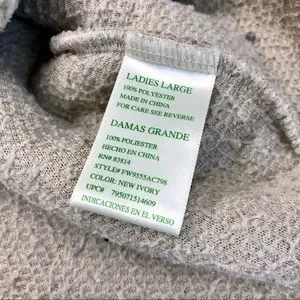 LADIES LARGE
100% POLYESTER
MADE IN CHINA
FOR CARE SEE REVERSE
DAMAS GRANDE
100% POLIESTER
HECHO EN CHINA
RN# 83814
STYLE# FW9555AC798
COLOR: NEW IVORY
UPC# 795071514609
INDICACIONES EN EL VERSO